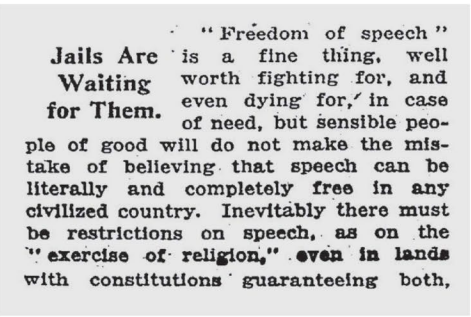 Jails Are
Waiting
for Them.
"Freedom of speech"
is a fine thing, well
worth fighting for, and
even dying for, in case
of need, but sensible peo-
ple of good will do not make the mis-
take of believing that speech can be
literally and completely free in any
civilized country. Inevitably there must
be restrictions on speech, as on the
"exercise of religion," even in lands
with constitutions guaranteeing both,